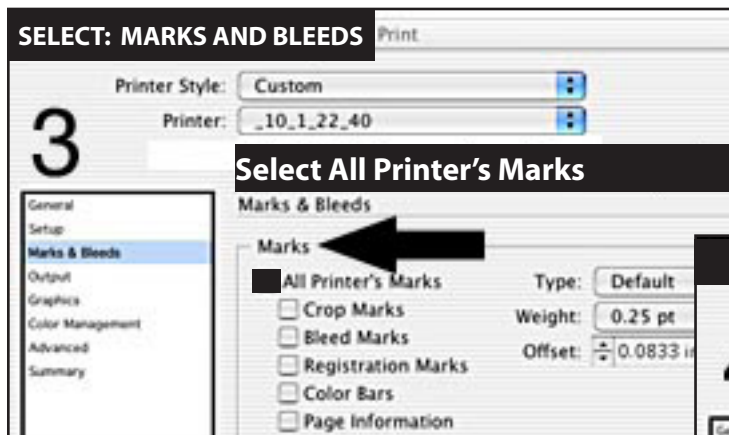 SELECT: MARKS AND BLEEDS
Print
Printer Style: Custom
3
Printer: _10_1_22_40
Select All Printer's Marks
General
Setup
Marks & Bleeds
Output
Graphics
Color Management
Advanced
Summary
Marks & Bleeds
Marks
All Printer's Marks
Type: Default
Crop Marks
Weight: 0.25 pt
Bleed Marks
Offset: 0.0833
Registration Marks
Color Bars
Page Information